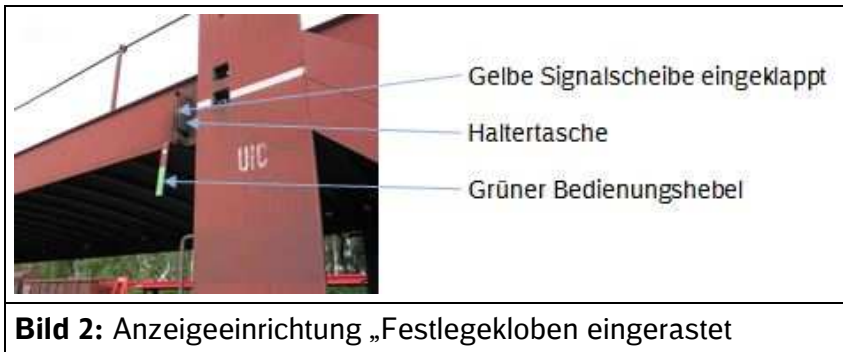 Gelbe Signalscheibe eingeklappt
Haltertasche
UIC
Grüner Bedienungshebel
Bild 2: Anzeigeeinrichtung „Festlegekloben eingerastet